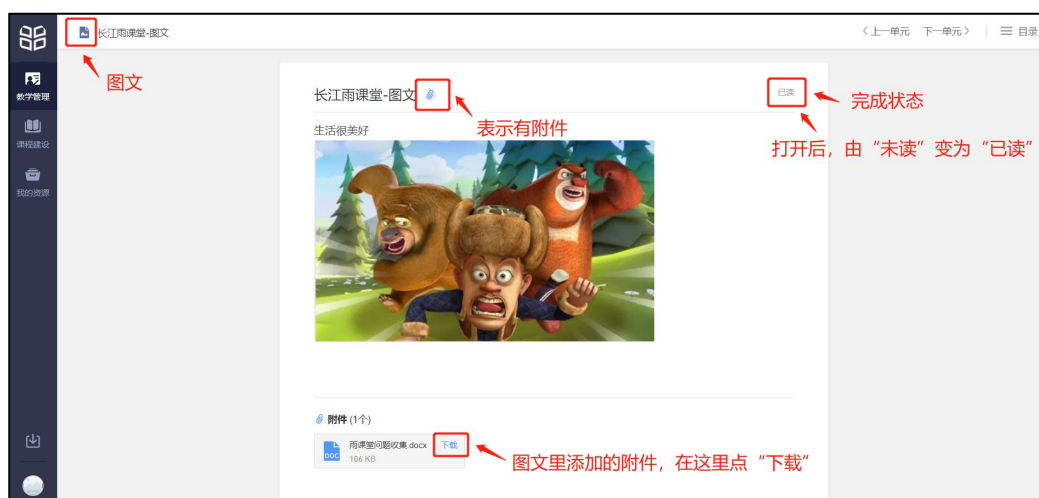 长江雨课堂-图文
<上一单元 下一单元> 目录
图文
教学管理
课程建设
我的资源
长江雨课堂-图文
已读
表示有附件
完成状态
打开后，由“未读”变为“已读”
生活很美好
附件 (1个)
雨课堂问题收集.docx 下载
DOC
106 KB
图文里添加的附件，在这里点“下载”